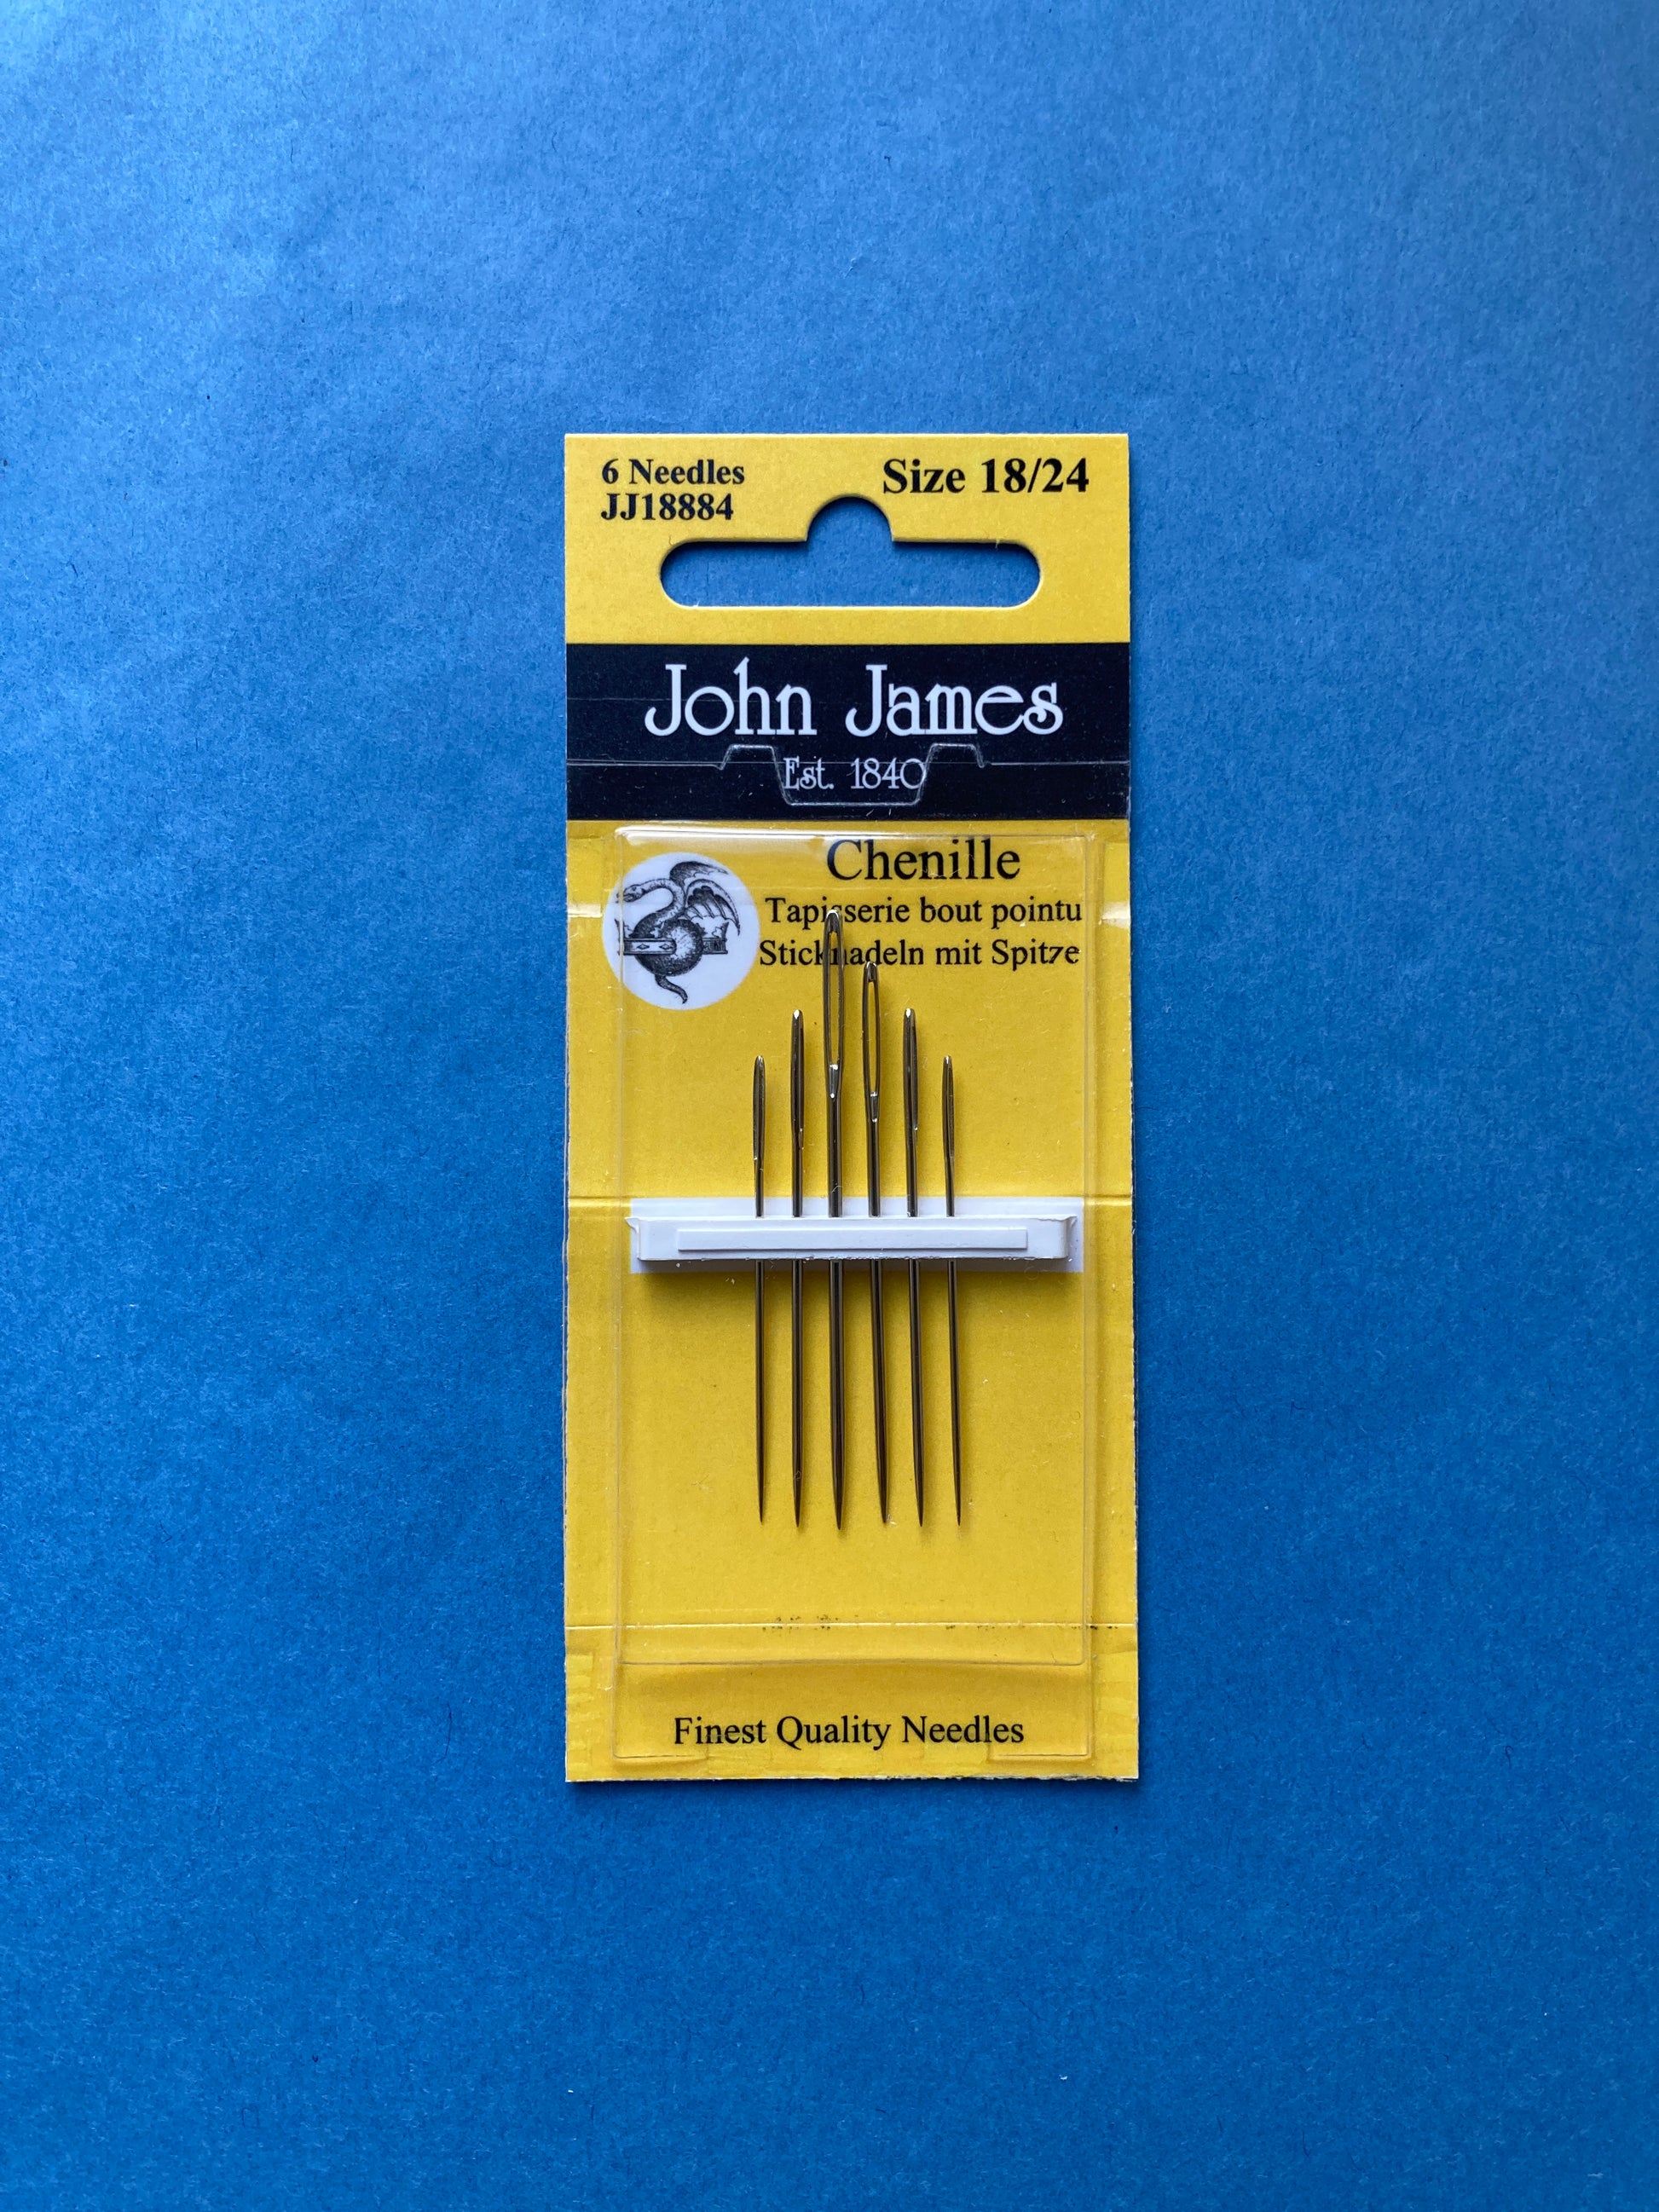 6 Needles
JJ18884
Size 18/24
John James
Est. 1840
Chenille
Tapisserie bout pointu
Sticknadeln mit Spitze
Finest Quality Needles